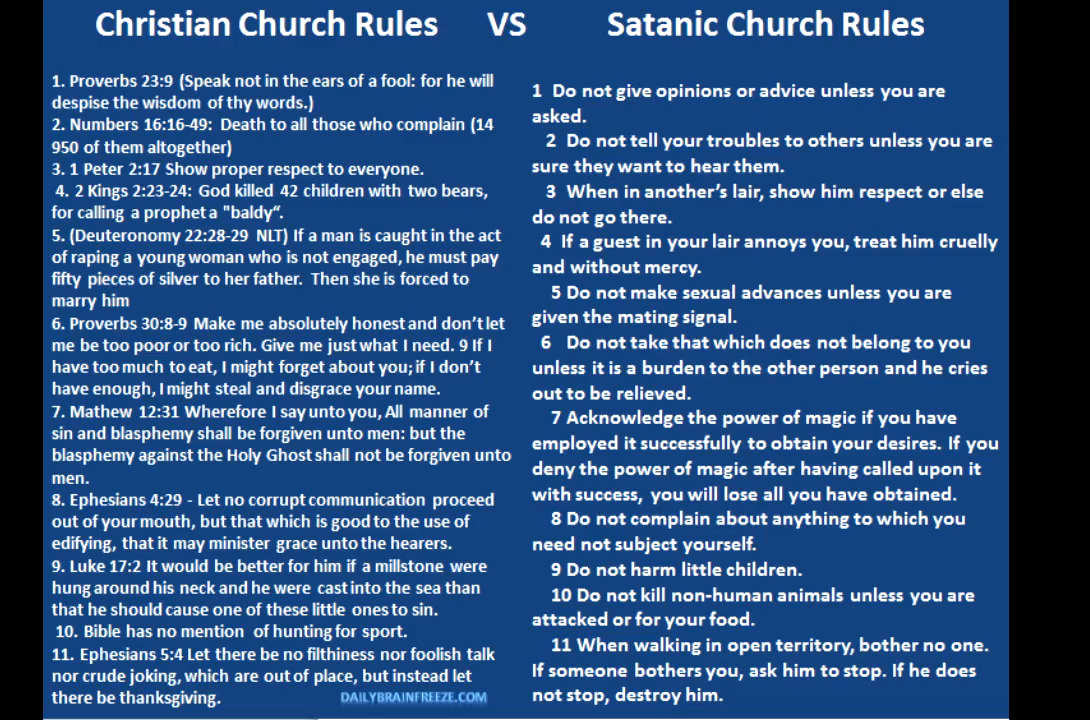 Christian Church Rules VS Satanic Church Rules
1. Proverbs 23:9 (Speak not in the ears of a fool: for he will
despise the wisdom of thy words.)
2. Numbers 16:16-49: Death to all those who complain (14
950 of them altogether)
3. 1 Peter 2:17 Show proper respect to everyone.
4. 2 Kings 2:23-24: God killed 42 children with two bears,
for calling a prophet a "baldy“.
5. (Deuteronomy 22:28-29 NLT) If a man is caught in the act
of raping a young woman who is not engaged, he must pay
fifty pieces of silver to her father. Then she is forced to
marry him
6. Proverbs 30:8-9 Make me absolutely honest and don’t let
me be too poor or too rich. Give me just what I need. 9 If I
have too much to eat, I might forget about you; if I don’t
have enough, I might steal and disgrace your name.
7. Mathew 12:31 Wherefore I say unto you, All manner of
sin and blasphemy shall be forgiven unto men: but the
blasphemy against the Holy Ghost shall not be forgiven unto
men.
8. Ephesians 4:29 - Let no corrupt communication proceed
out of your mouth, but that which is good to the use of
edifying, that it may minister grace unto the hearers.
9. Luke 17:2 It would be better for him if a millstone were
hung around his neck and he were cast into the sea than
that he should cause one of these little ones to sin.
10. Bible has no mention of hunting for sport.
11. Ephesians 5:4 Let there be no filthiness nor foolish talk
nor crude joking, which are out of place, but instead let
there be thanksgiving.
DAILYBRAINFREEZE.COM
1 Do not give opinions or advice unless you are
asked.
2 Do not tell your troubles to others unless you are
sure they want to hear them.
3 When in another’s lair, show him respect or else
do not go there.
4 If a guest in your lair annoys you, treat him cruelly
and without mercy.
5 Do not make sexual advances unless you are
given the mating signal.
6 Do not take that which does not belong to you
unless it is a burden to the other person and he cries
out to be relieved.
7 Acknowledge the power of magic if you have
employed it successfully to obtain your desires. If you
deny the power of magic after having called upon it
with success, you will lose all you have obtained.
8 Do not complain about anything to which you
need not subject yourself.
9 Do not harm little children.
10 Do not kill non-human animals unless you are
attacked or for your food.
11 When walking in open territory, bother no one.
If someone bothers you, ask him to stop. If he does
not stop, destroy him.